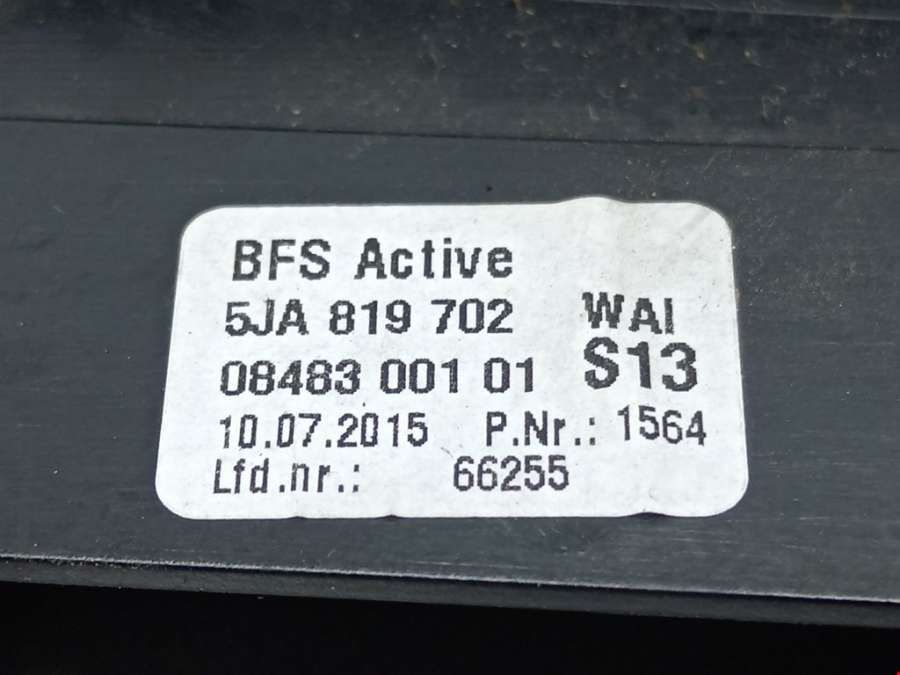 BFS Active
5JA 819 702 WAI
08483 001 01 S13
10.07.2015 P.Nr.: 1564
Lfd.nr.: 66255